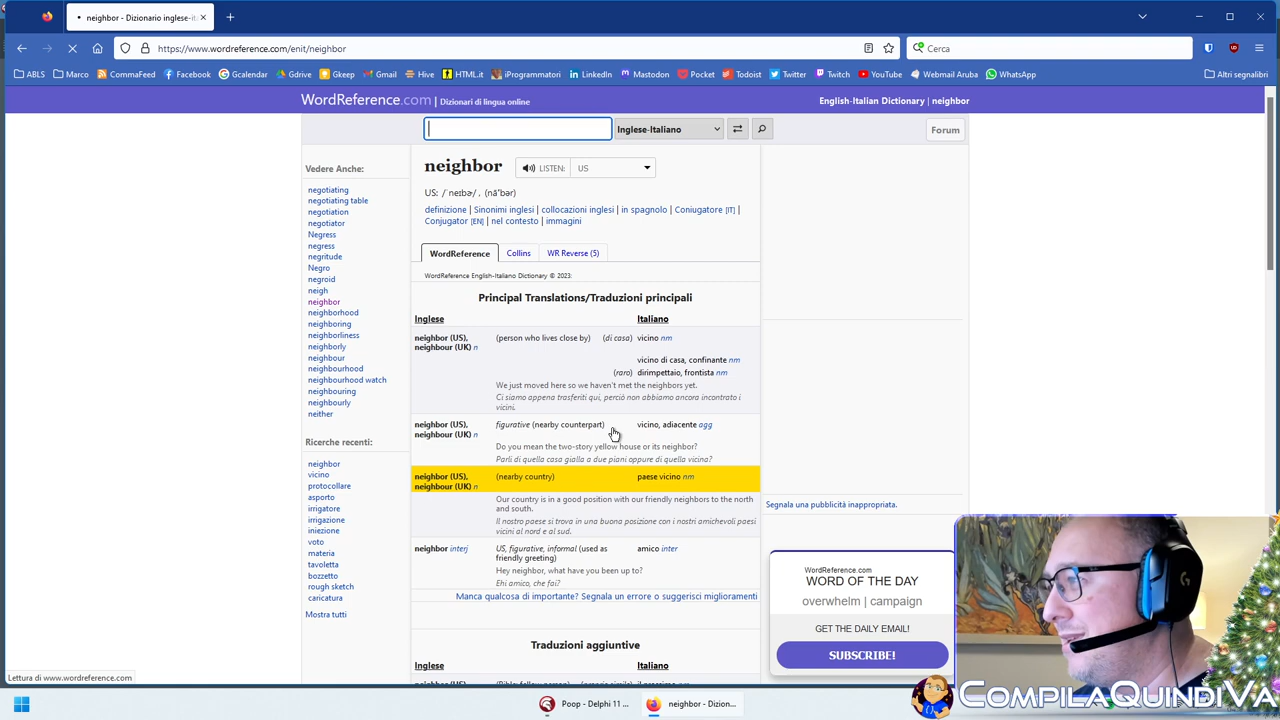 neighbor - Dizionario inglese-it
https://www.wordreference.com/enit/neighbor
Cerca
ABLS Marco CommaFeed Facebook Gcalendar Gdrive Gkeep Gmail Hive HTML.it iProgrammatori LinkedIn Mastodon Pocket Todoist Twitter Twitch YouTube Webmail Aruba WhatsApp Altri segnalibri
WordReference.com | Dizionari di lingua online
English-Italian Dictionary | neighbor
Inglese-Italiano
Forum
Vedere Anche:
negotiating
negotiating table
negotiation
negotiator
Negress
negress
negritude
Negro
negroid
neigh
neighbor
neighborhood
neighboring
neighborliness
neighborly
neighbour
neighbourhood
neighbourhood watch
neighbouring
neighbourly
neither
Ricerche recenti:
neighbor
vicino
protocollare
asporto
irrigatore
irrigazione
iniezione
voto
materia
tavoletta
bozzetto
rough sketch
caricatura
Mostra tutti
neighbor
LISTEN:
US
US: /ˈneɪbɚ/ , (nā′bər)
definizione | Sinonimi inglesi | collocazioni inglesi | in spagnolo | Coniugatore [IT] |
Conjugator [EN] | nel contesto | immagini
WordReference Collins WR Reverse (5)
WordReference English-Italian Dictionary © 2023:
Principal Translations/Traduzioni principali
Inglese Italiano
neighbor (US), (person who lives close by) (di casa) vicino nm
neighbour (UK) n
vicino di casa, confinante nm
(raro) dirimpettaio, frontista nm
We just moved here so we haven't met the neighbors yet.
Ci siamo appena trasferiti qui, perciò non abbiamo ancora incontrato i
vicini.
neighbor (US), figurative (nearby counterpart) vicino, adiacente agg
neighbour (UK) n
Do you mean the two-story yellow house or its neighbor?
Parli di quella casa gialla a due piani oppure di quella vicina?
neighbor (US), (nearby country) paese vicino nm
neighbour (UK) n
Our country is in a good position with our friendly neighbors to the north
and south.
Il nostro paese si trova in una buona posizione con i nostri amichevoli paesi
vicini al nord e al sud.
neighbor interj US, figurative, informal (used as amico inter
friendly greeting)
Hey neighbor, what have you been up to?
Ehi amico, che fai?
Manca qualcosa di importante? Segnala un errore o suggerisci miglioramenti
Traduzioni aggiuntive
Inglese Italiano
Segnala una pubblicità inappropriata.
WordReference.com
WORD OF THE DAY
overwhelm | campaign
GET THE DAILY EMAIL!
SUBSCRIBE!
Lettura di www.wordreference.com
Poop - Delphi 11 ...
neighbor - Dizion...
COMPILAQUINDIVA